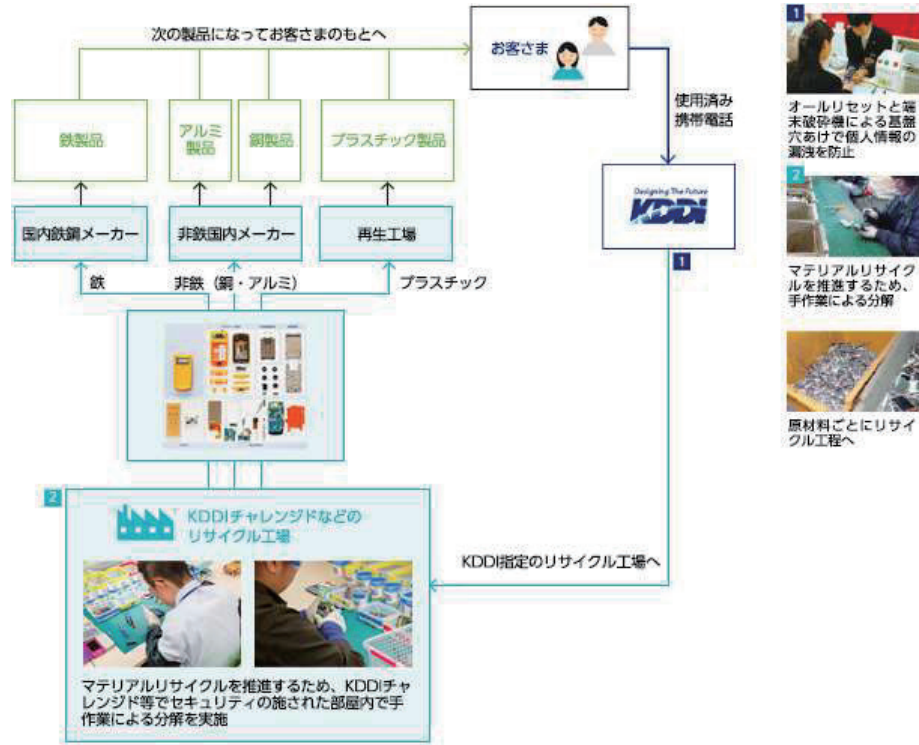 次の製品になってお客さまのもとへ
お客さま
使用済み
携帯電話
鉄製品
アルミ
製品
銅製品
プラスチック製品
国内鉄鋼メーカー
非鉄国内メーカー
再生工場
Designing The Future
KDDI
1
鉄
非鉄（銅・アルミ）
プラスチック
2
KDDIチャレンジドなどの
リサイクル工場
KDDI指定のリサイクル工場へ
マテリアルリサイクルを推進するため、KDDIチャ
レンジド等でセキュリティの施された部屋内で手
作業による分解を実施
1
オールリセットと端
末破砕機による基盤
穴あけで個人情報の
漏洩を防止
2
マテリアルリサイク
ルを推進するため、
手作業による分解
原材料ごとにリサイ
クル工程へ